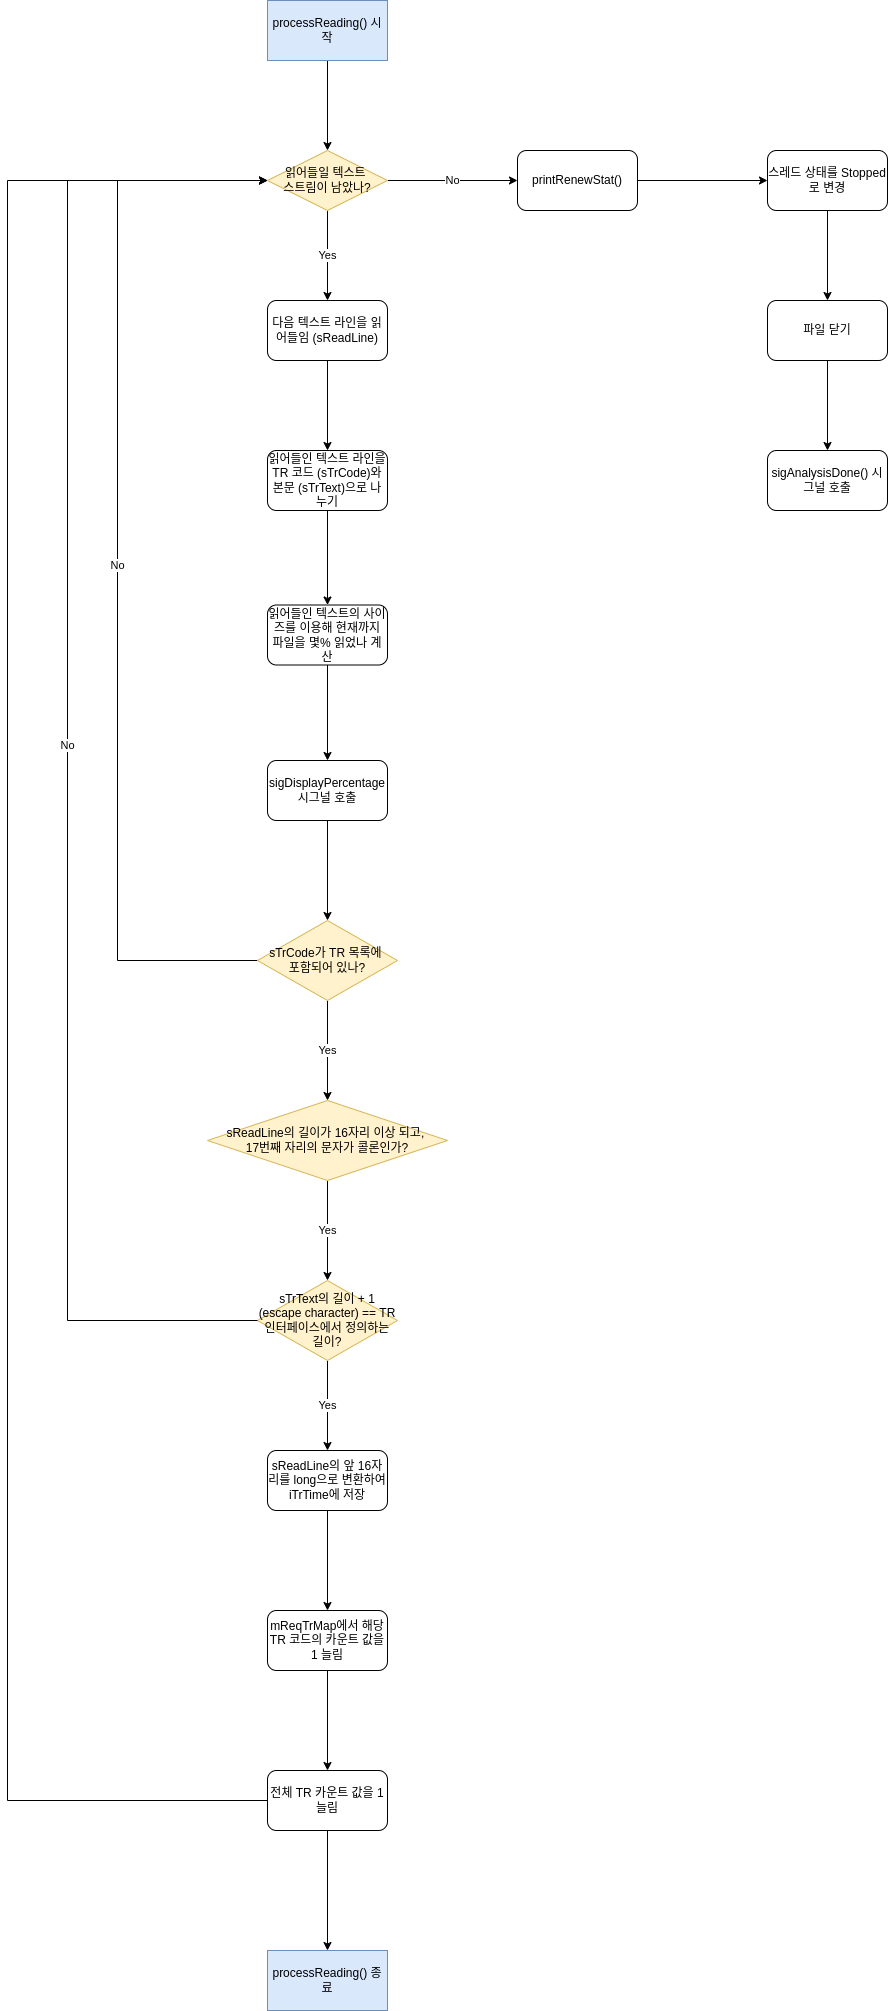 processReading() 시
작
읽어들일 텍스트
스트림이 남았나?
No
printRenewStat()
스레드 상태를 Stopped
로 변경
Yes
다음 텍스트 라인을 읽
어들임 (sReadLine)
파일 닫기
읽어들인 텍스트 라인을
TR 코드 (sTrCode)와
본문 (sTrText)으로 나
누기
sigAnalysisDone() 시
그널 호출
No
읽어들인 텍스트의 사이
즈를 이용해 현재까지
파일을 몇% 읽었나 계
산
No
sigDisplayPercentage
시그널 호출
sTrCode가 TR 목록에
포함되어 있나?
Yes
sReadLine의 길이가 16자리 이상 되고,
17번째 자리의 문자가 콜론인가?
Yes
sTrText의 길이 + 1
(escape character) == TR
인터페이스에서 정의하는
길이?
Yes
sReadLine의 앞 16자
리를 long으로 변환하여
iTrTime에 저장
mReqTrMap에서 해당
TR 코드의 카운트 값을
1 늘림
전체 TR 카운트 값을 1
늘림
processReading() 종
료